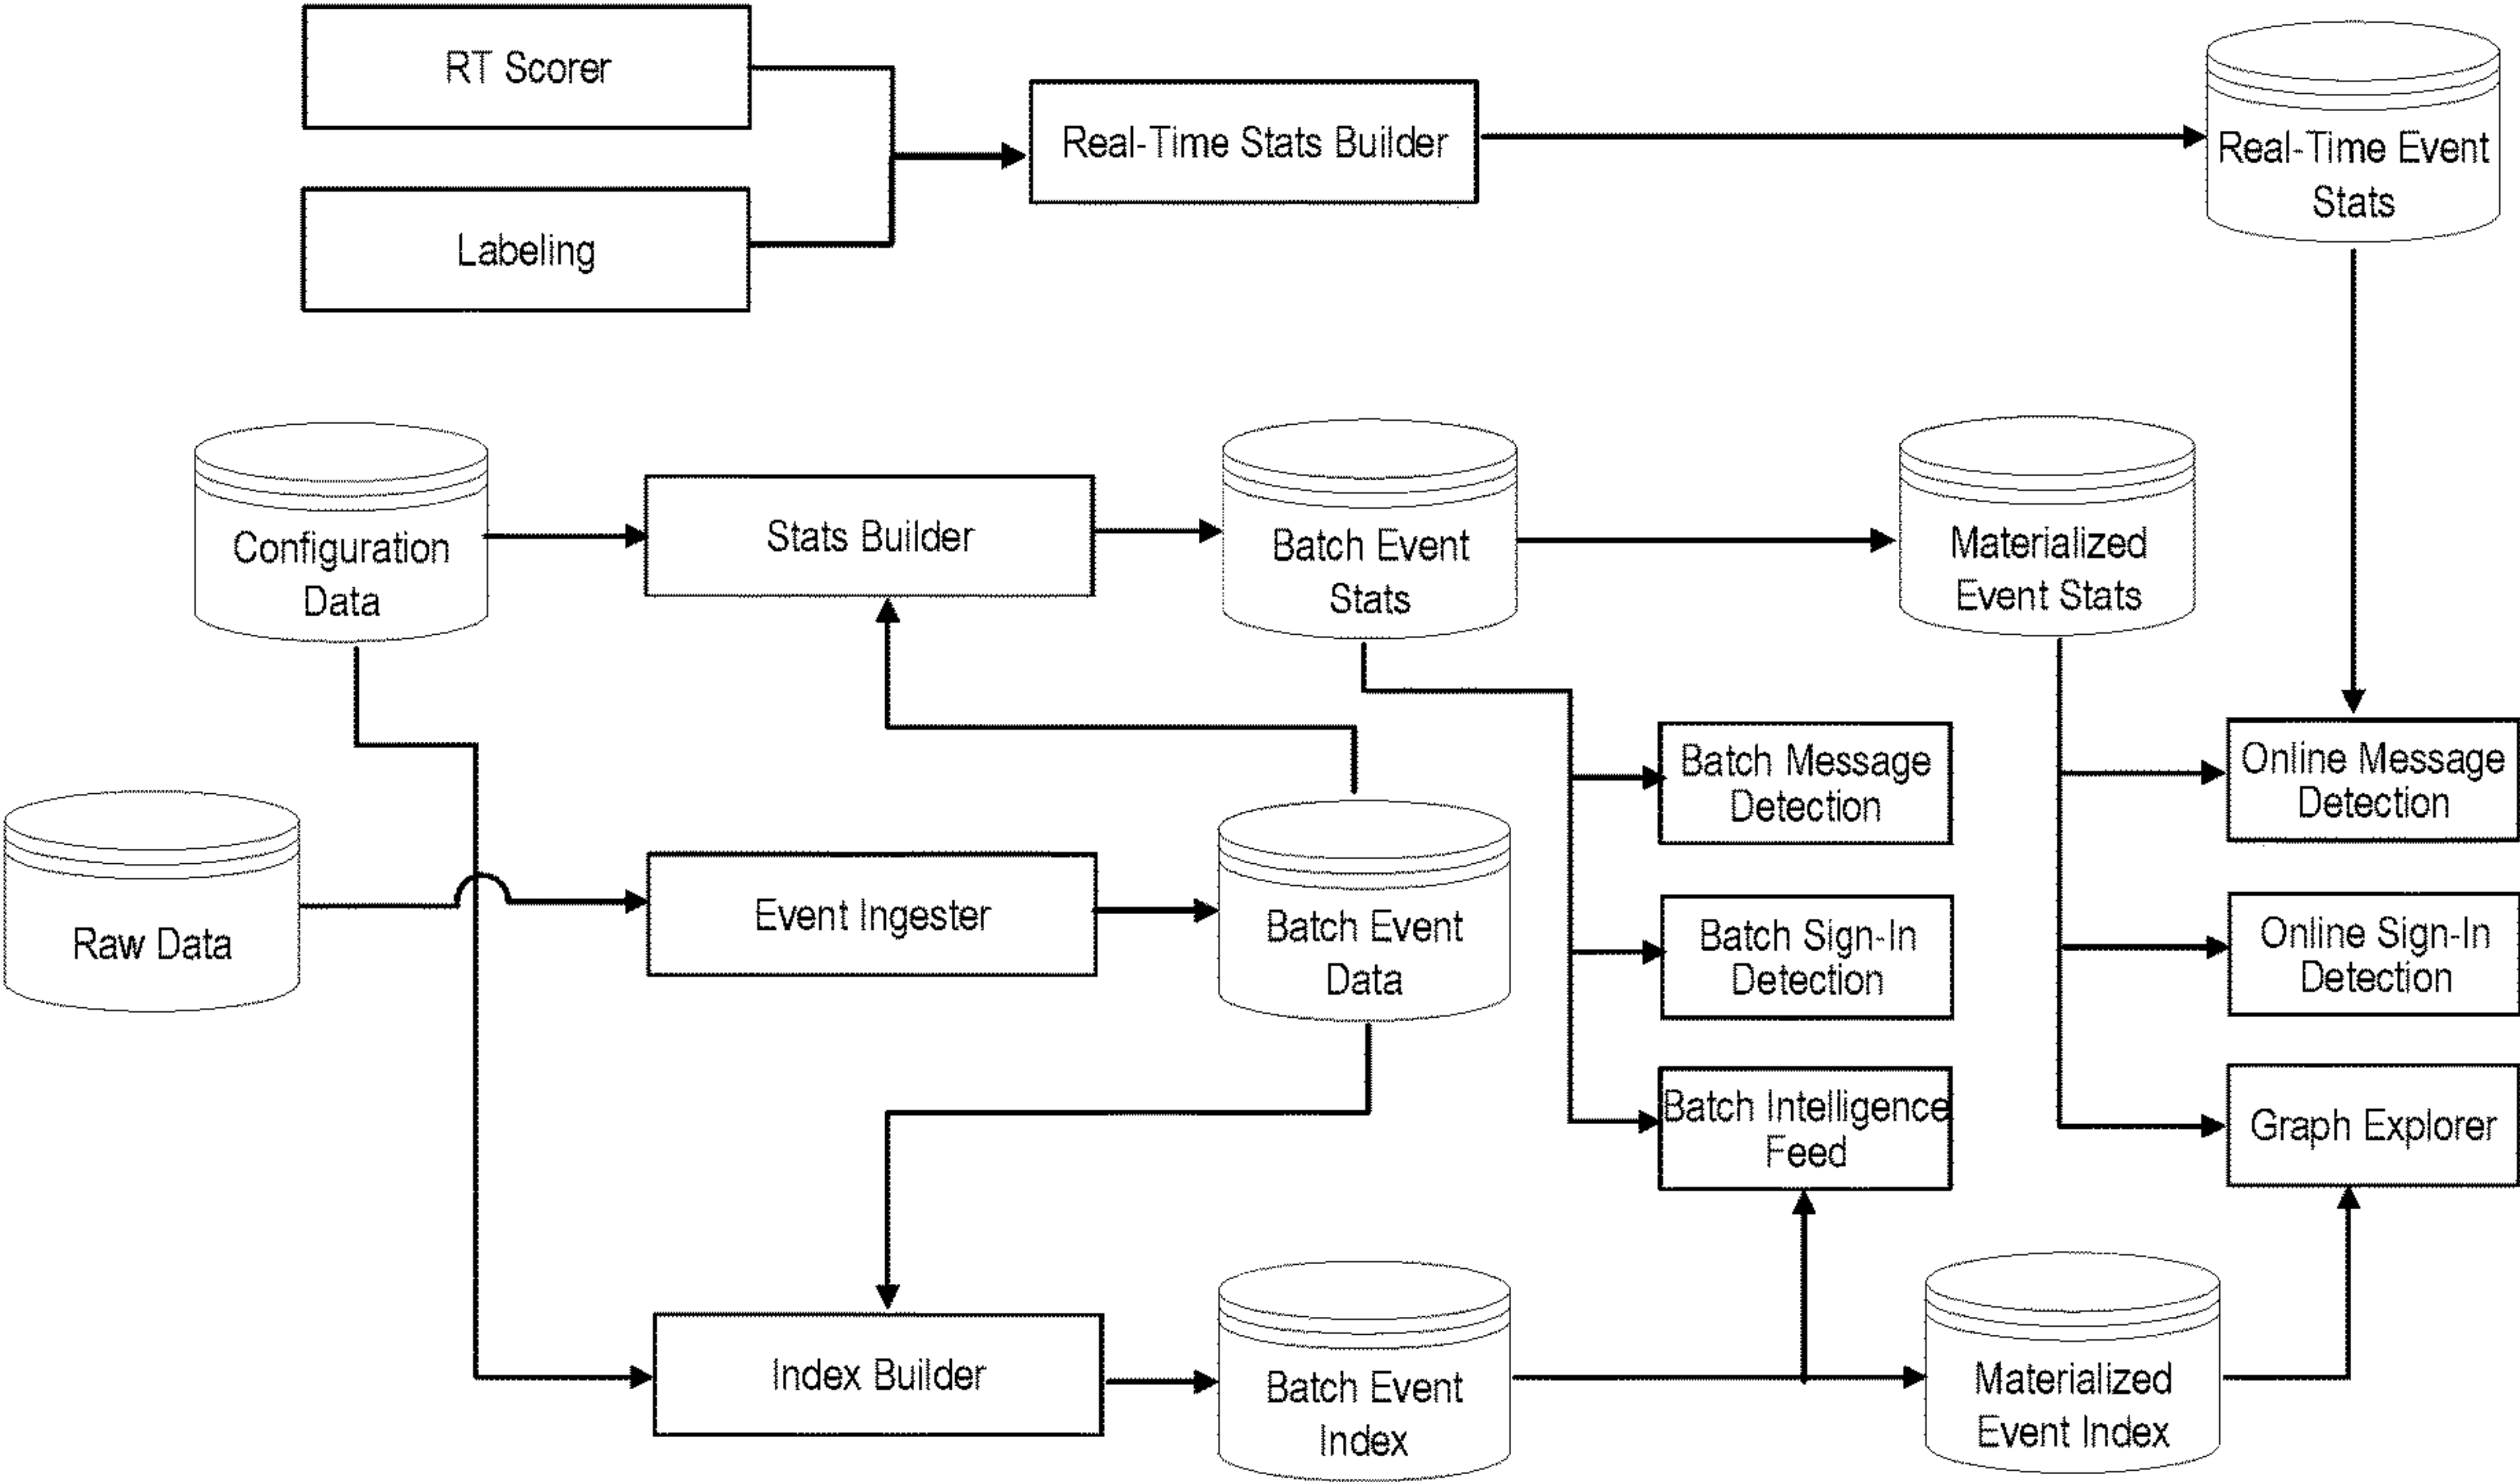 RT Scorer
Labeling
Real-Time Stats Builder
Real-Time Event
Stats
Configuration
Data
Stats Builder
Batch Event
Stats
Materialized
Event Stats
Raw Data
Event Ingester
Batch Event
Data
Batch Message
Detection
Online Message
Detection
Batch Sign-In
Detection
Online Sign-In
Detection
Batch Intelligence
Feed
Graph Explorer
Index Builder
Batch Event
Index
Materialized
Event Index